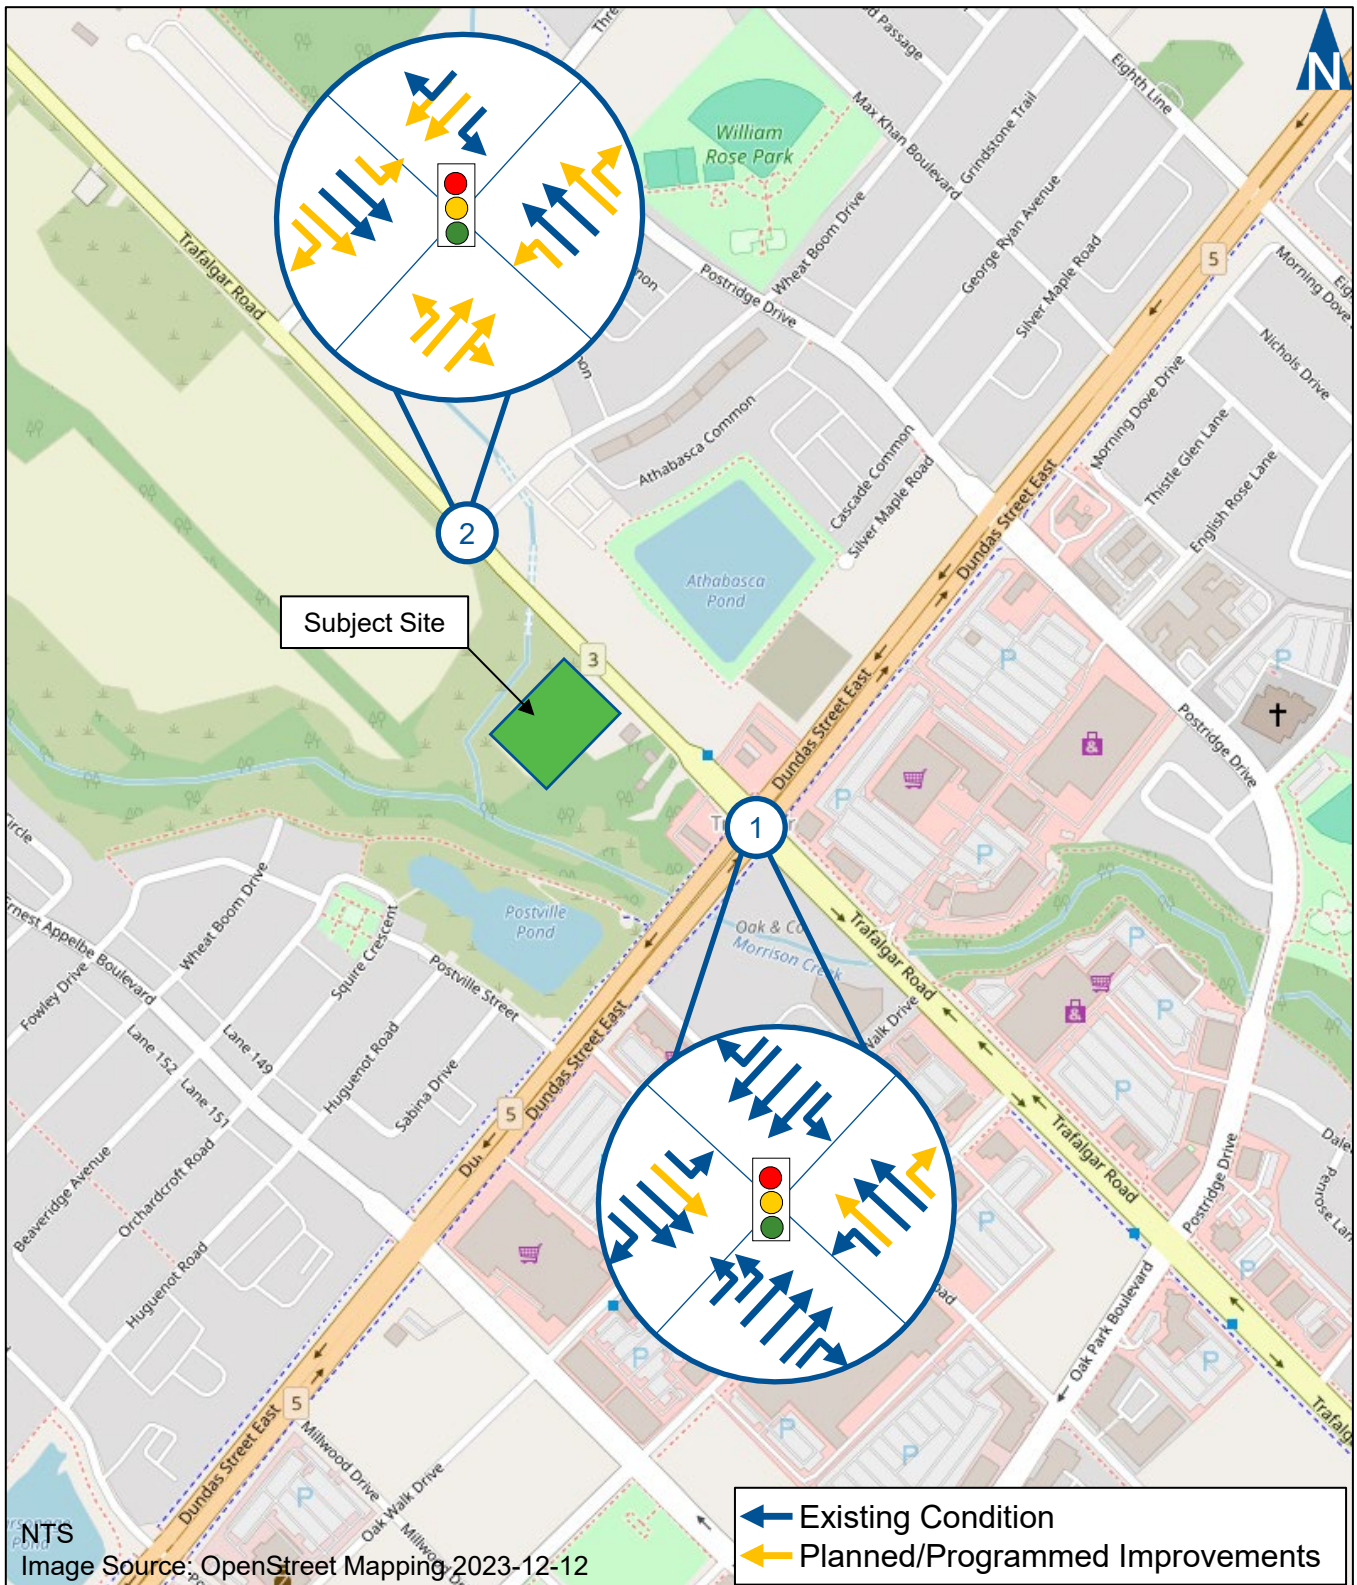 N
Eighth Line
Max Khan Boulevard
Grindstone Trail
William
Rose Park
George Ryan Avenue
Wheat Boom Drive
Silver Maple Road
Postridge Drive
5
Morning Dove
Nichols Drive
Trafalgar Road
Morning Dove Drive
Thistle Glen Lane
English Rose Lane
Athabasca Common
Cascade Common
Silver Maple Road
Dundas Street East
2
Athabasca
Pond
Subject Site
3
P
P
Dundas Street East
Postridge Drive
P
1
P
Wheat Boom Drive
Squire Crescent
Postville
Pond
Oak & Co
Morrison Creek
Trafalgar Road
P
Ernest Appelbe Boulevard
Fowley Drive
Postville Street
P
Lane 152
Lane 149
Lane 151
Huguenot Road
Sabina Drive
Dundas Street East
5
P
Beaveridge Avenue
Orchardcroft Road
Huguenot Road
Trafalgar Road
Postridge Drive
P
P
Oak Park Boulevard
P
P
5
Dundas Street East
Millwood Drive
Oak Walk Drive
P
P
P
NTS
Image Source: OpenStreet Mapping 2023-12-12
Existing Condition
Planned/Programmed Improvements